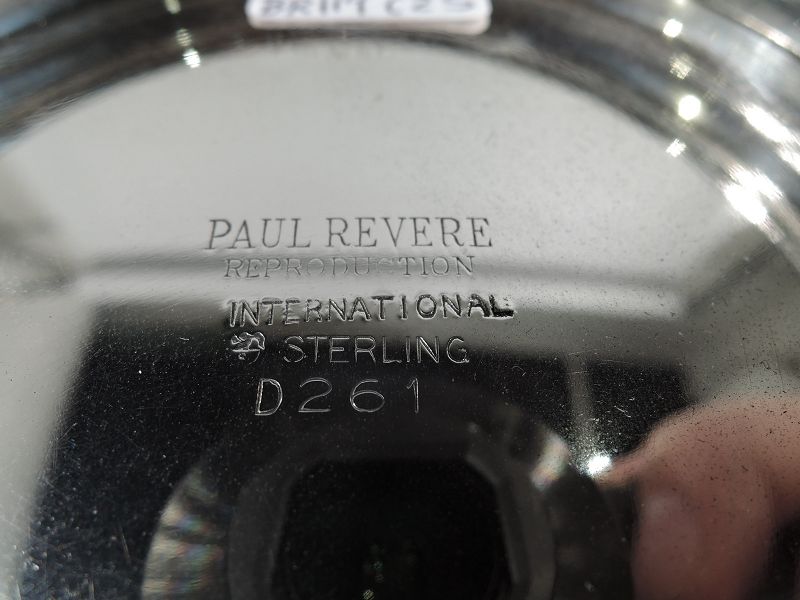 PAUL REVERE
REPRODUCTION
INTERNATIONAL
STERLING
D261